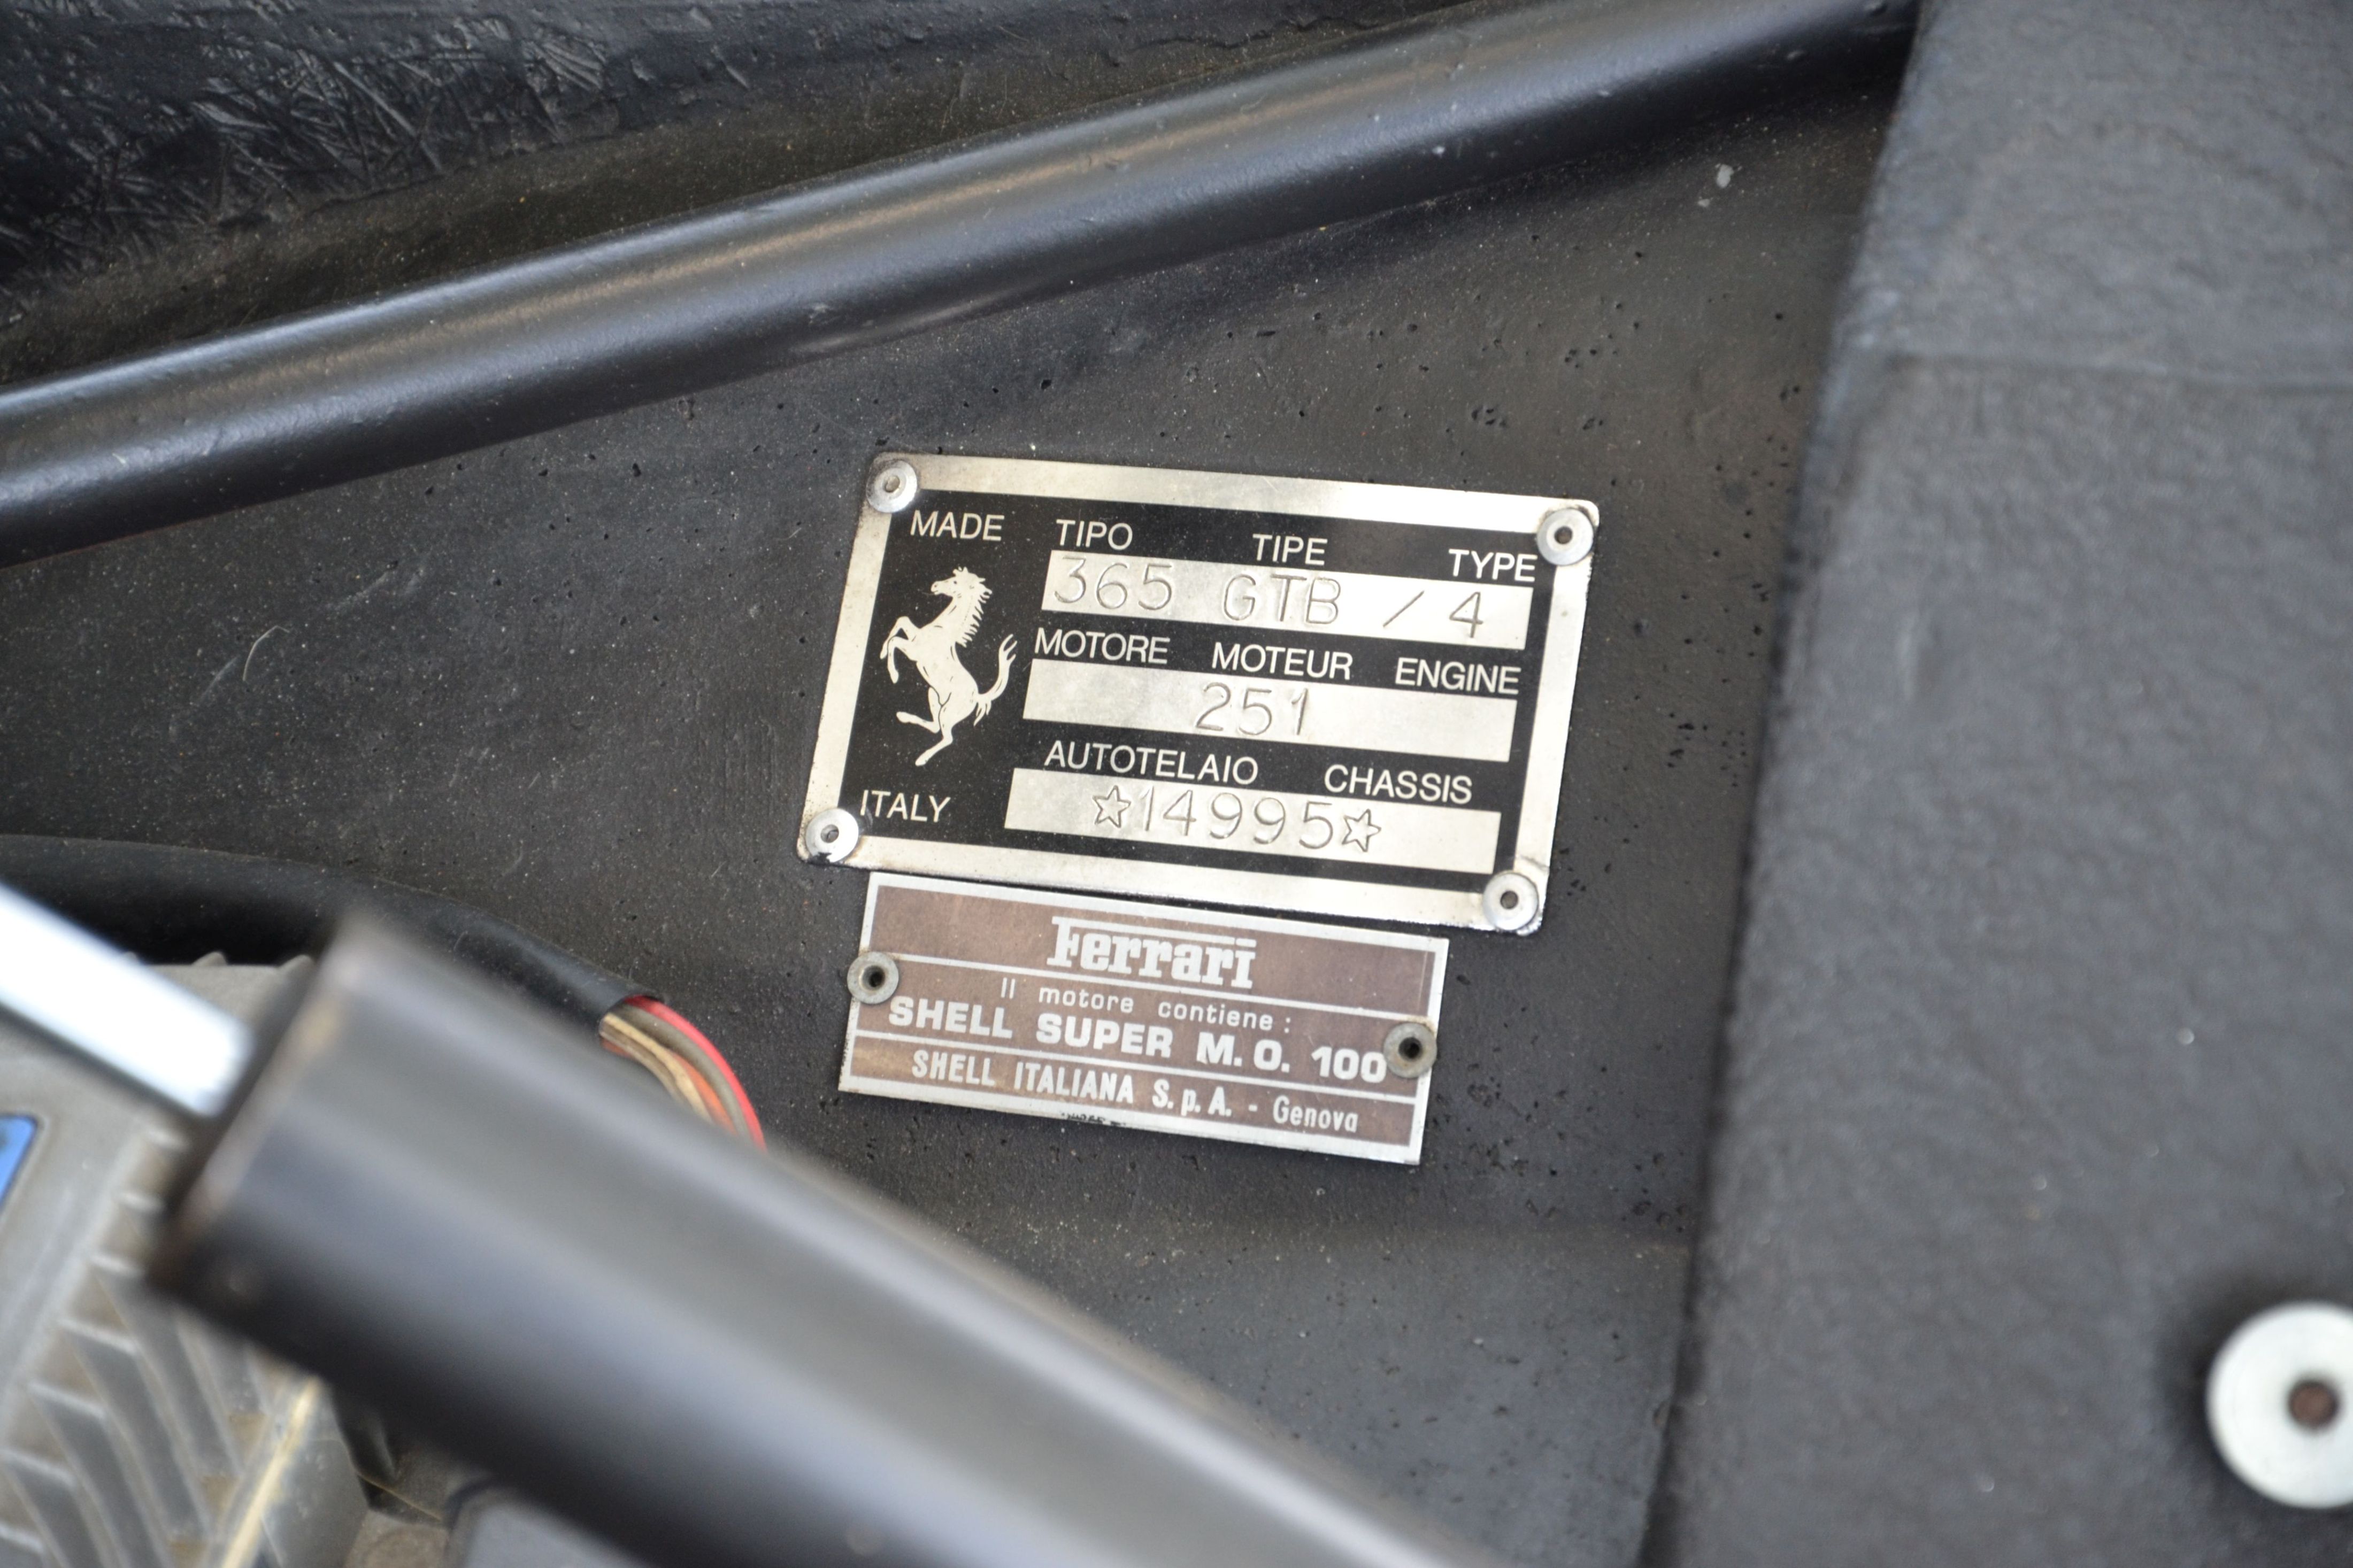 MADE TIPO TIPE TYPE
365 GTB / 4
MOTORE MOTEUR ENGINE
251
AUTOTELAIO CHASSIS
ITALY ☆14995☆
Ferrari
Il motore contiene :
SHELL SUPER M.O. 100
SHELL ITALIANA S.p.A. - Genova